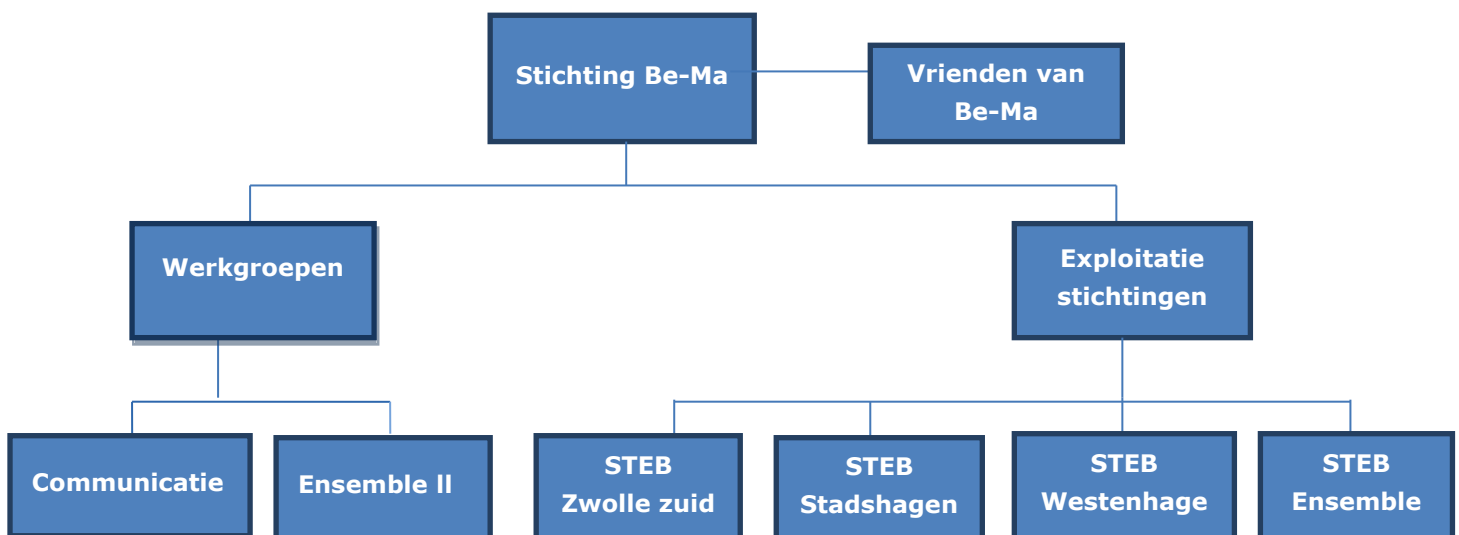 Stichting Be-Ma
Vrienden van
Be-Ma
Werkgroepen
Exploitatie
stichtingen
Communicatie
Ensemble ll
STEB
Zwolle zuid
STEB
Stadshagen
STEB
Westenhage
STEB
Ensemble